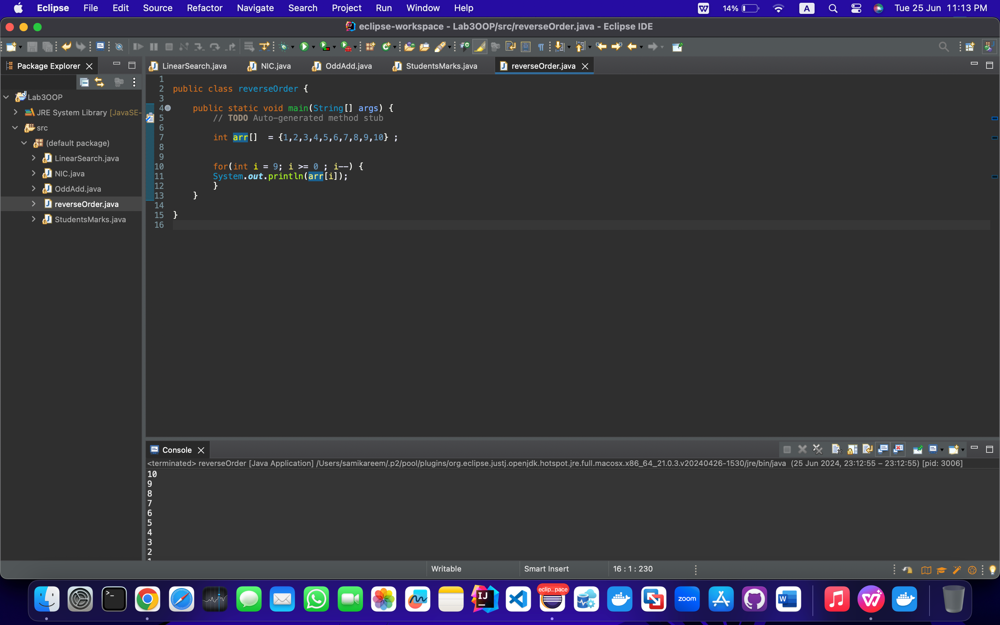 Eclipse File Edit Source Refactor Navigate Search Project Run Window Help 14% A Tue 25 Jun 11:13 PM
eclipse-workspace - Lab3OOP/src/reverseOrder.java - Eclipse IDE
Package Explorer
LinearSearch.java NIC.java OddAdd.java StudentsMarks.java reverseOrder.java
Lab3OOP
JRE System Library [JavaSE-
src
(default package)
LinearSearch.java
NIC.java
OddAdd.java
reverseOrder.java
StudentsMarks.java
1
2 public class reverseOrder {
3
4 public static void main(String[] args) {
5 // TODO Auto-generated method stub
6
7 int arr[]  = {1,2,3,4,5,6,7,8,9,10} ;
8
9
10 for(int i = 9; i >= 0 ; i--) {
11 System.out.println(arr[i]);
12 }
13 }
14
15 }
16
Console
<terminated> reverseOrder [Java Application] /Users/samikareem/.p2/pool/plugins/org.eclipse.justj.openjdk.hotspot.jre.full.macosx.x86_64_21.0.3.v20240426-1530/jre/bin/java (25 Jun 2024, 23:12:55 – 23:12:55) [pid: 3006]
10
9
8
7
6
5
4
3
2
1
Writable Smart Insert 16 : 1 : 230
eclip...pace
IJ
zoom
W